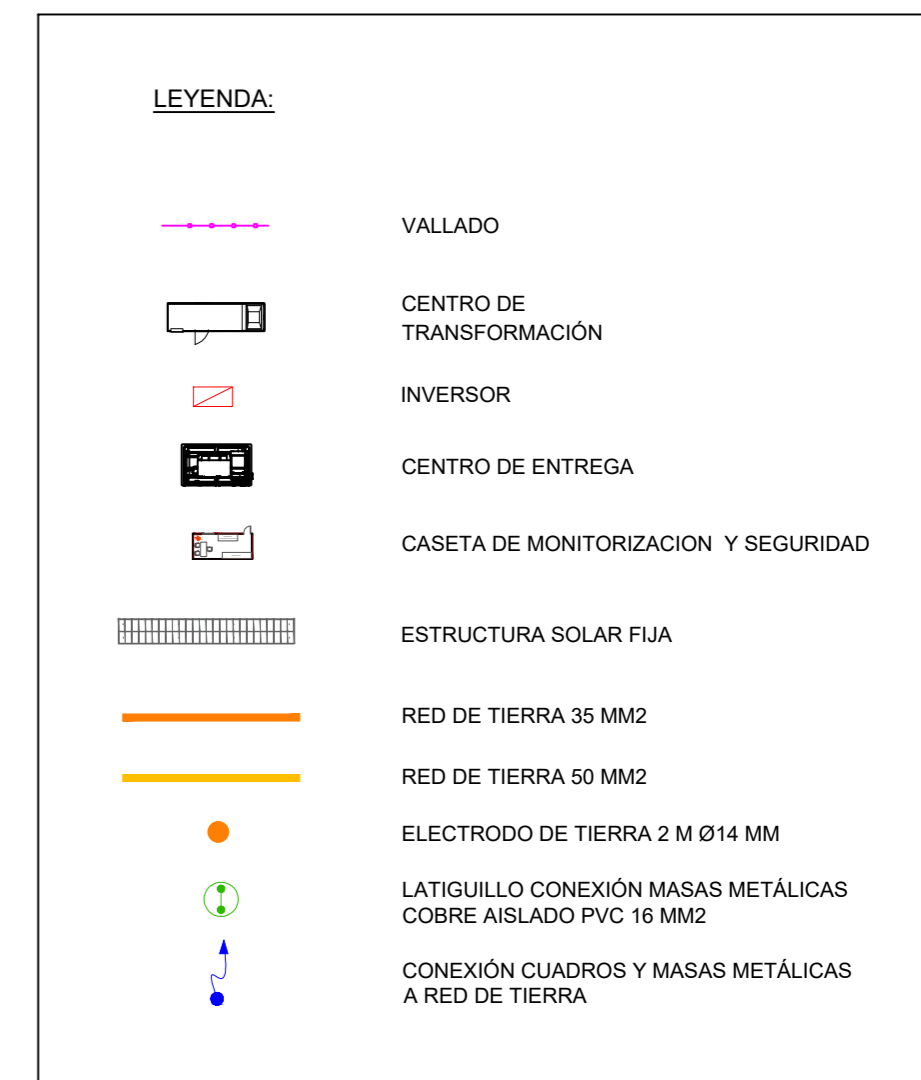 LEYENDA:
VALLADO
CENTRO DE
TRANSFORMACIÓN
INVERSOR
CENTRO DE ENTREGA
CASETA DE MONITORIZACION Y SEGURIDAD
ESTRUCTURA SOLAR FIJA
RED DE TIERRA 35 MM2
RED DE TIERRA 50 MM2
ELECTRODO DE TIERRA 2 M Ø14 MM
LATIGUILLO CONEXIÓN MASAS METÁLICAS
COBRE AISLADO PVC 16 MM2
CONEXIÓN CUADROS Y MASAS METÁLICAS
A RED DE TIERRA